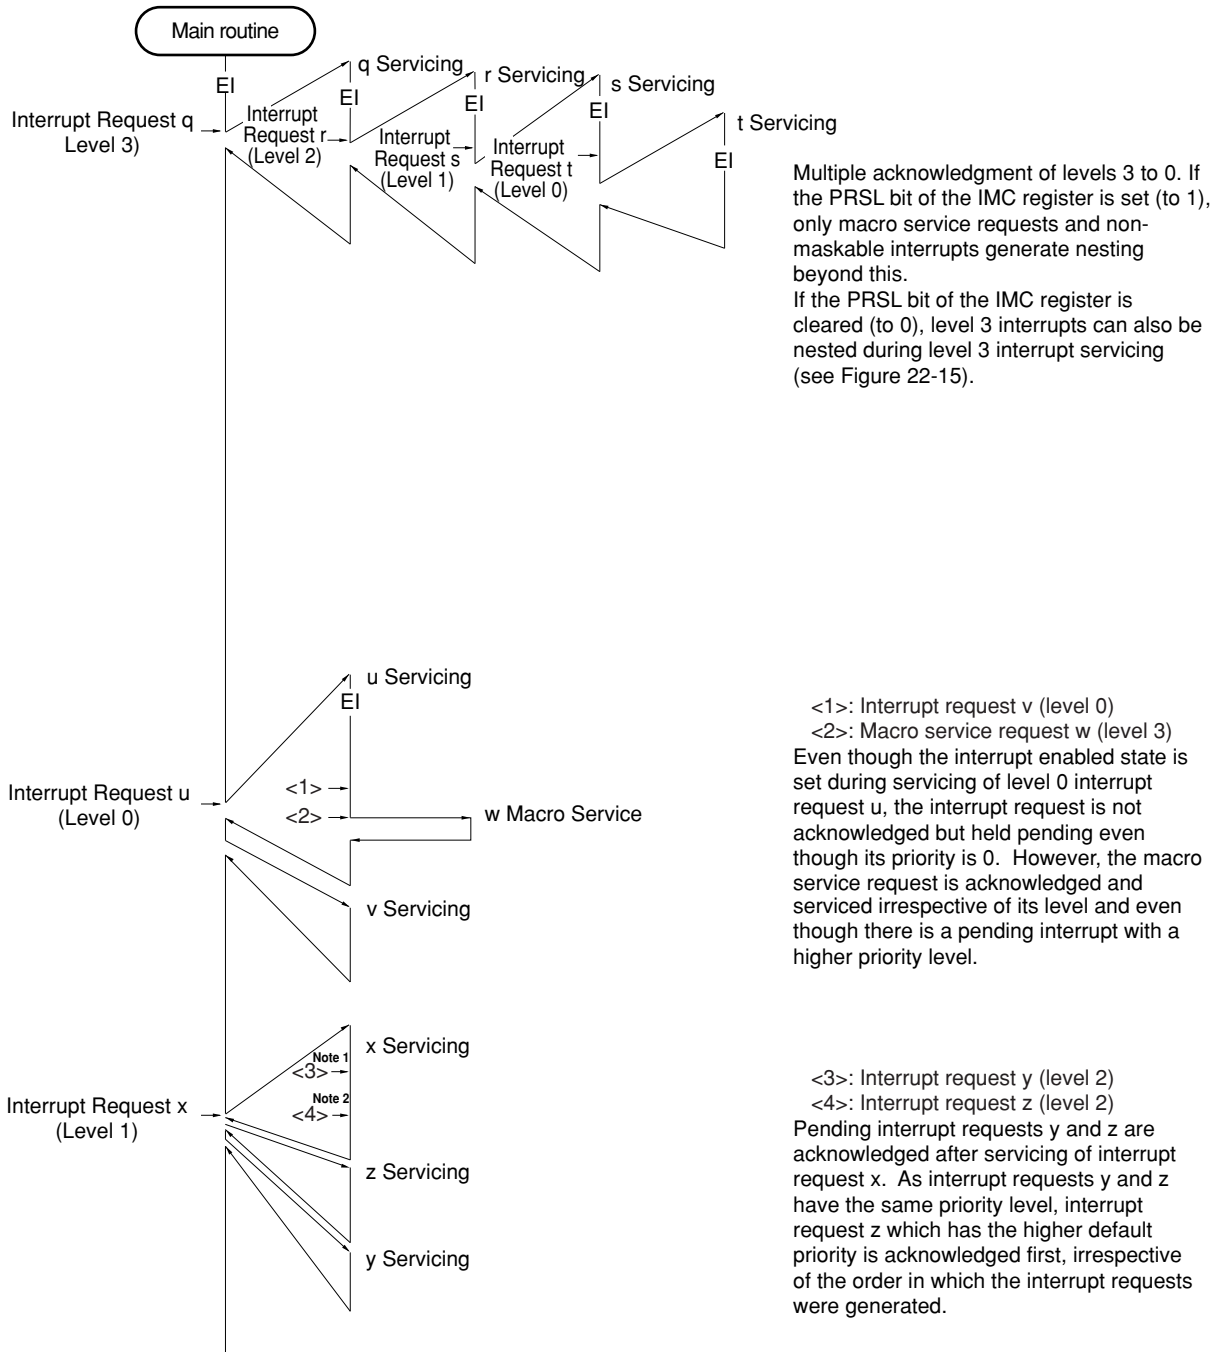 Main routine
EI
Interrupt Request q
Level 3)
q Servicing
EI
Interrupt
Request r
(Level 2)
r Servicing
EI
Interrupt
Request s
(Level 1)
s Servicing
EI
Interrupt
Request t
(Level 0)
t Servicing
EI
Multiple acknowledgment of levels 3 to 0. If
the PRSL bit of the IMC register is set (to 1),
only macro service requests and non-
maskable interrupts generate nesting
beyond this.
If the PRSL bit of the IMC register is
cleared (to 0), level 3 interrupts can also be
nested during level 3 interrupt servicing
(see Figure 22-15).
u Servicing
EI
Interrupt Request u
(Level 0)
<1>
<2>
w Macro Service
v Servicing
<1>: Interrupt request v (level 0)
<2>: Macro service request w (level 3)
Even though the interrupt enabled state is
set during servicing of level 0 interrupt
request u, the interrupt request is not
acknowledged but held pending even
though its priority is 0.  However, the macro
service request is acknowledged and
serviced irrespective of its level and even
though there is a pending interrupt with a
higher priority level.
x Servicing
Note 1
<3>
Note 2
<4>
Interrupt Request x
(Level 1)
z Servicing
y Servicing
<3>: Interrupt request y (level 2)
<4>: Interrupt request z (level 2)
Pending interrupt requests y and z are
acknowledged after servicing of interrupt
request x.  As interrupt requests y and z
have the same priority level, interrupt
request z which has the higher default
priority is acknowledged first, irrespective
of the order in which the interrupt requests
were generated.